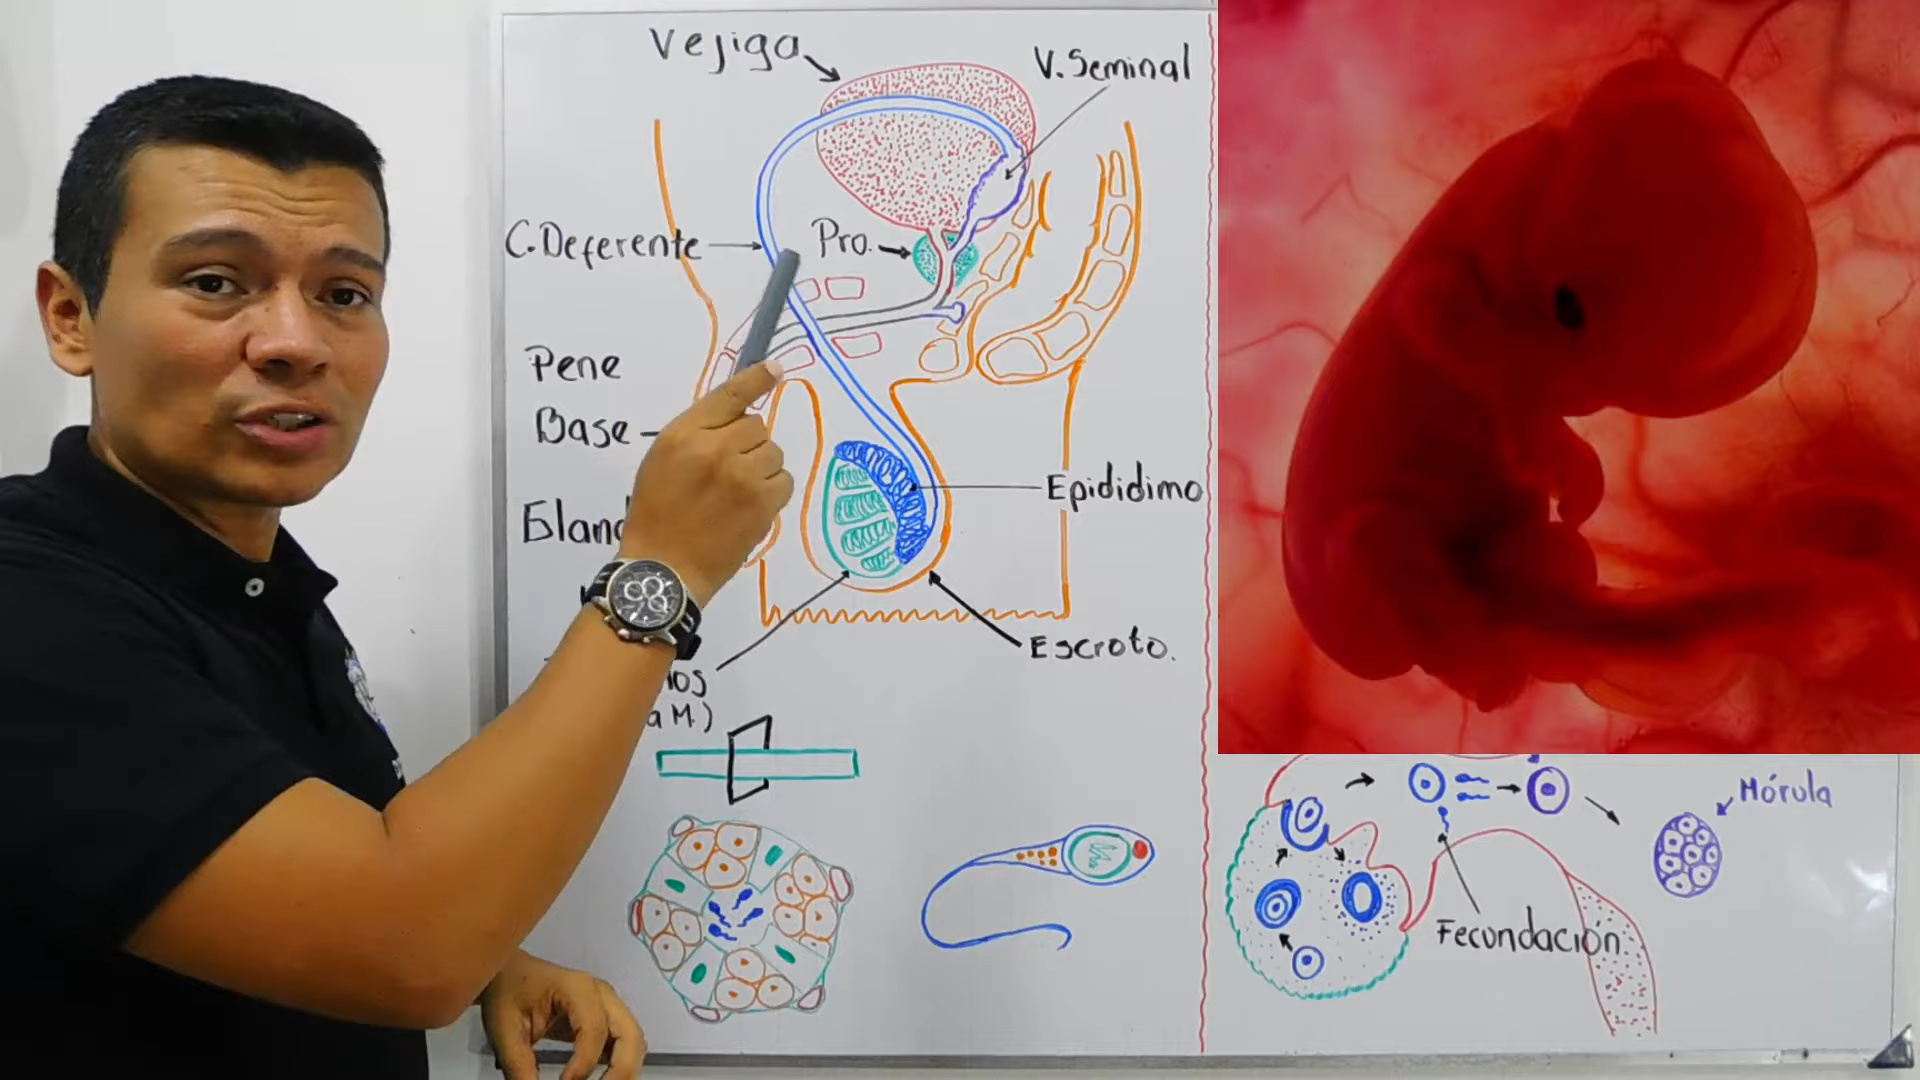 Vejiga
V. Seminal
C. Deferente
Pro.
Pene
Base
Epididimo
Escroto.
Mórula
Fecundación